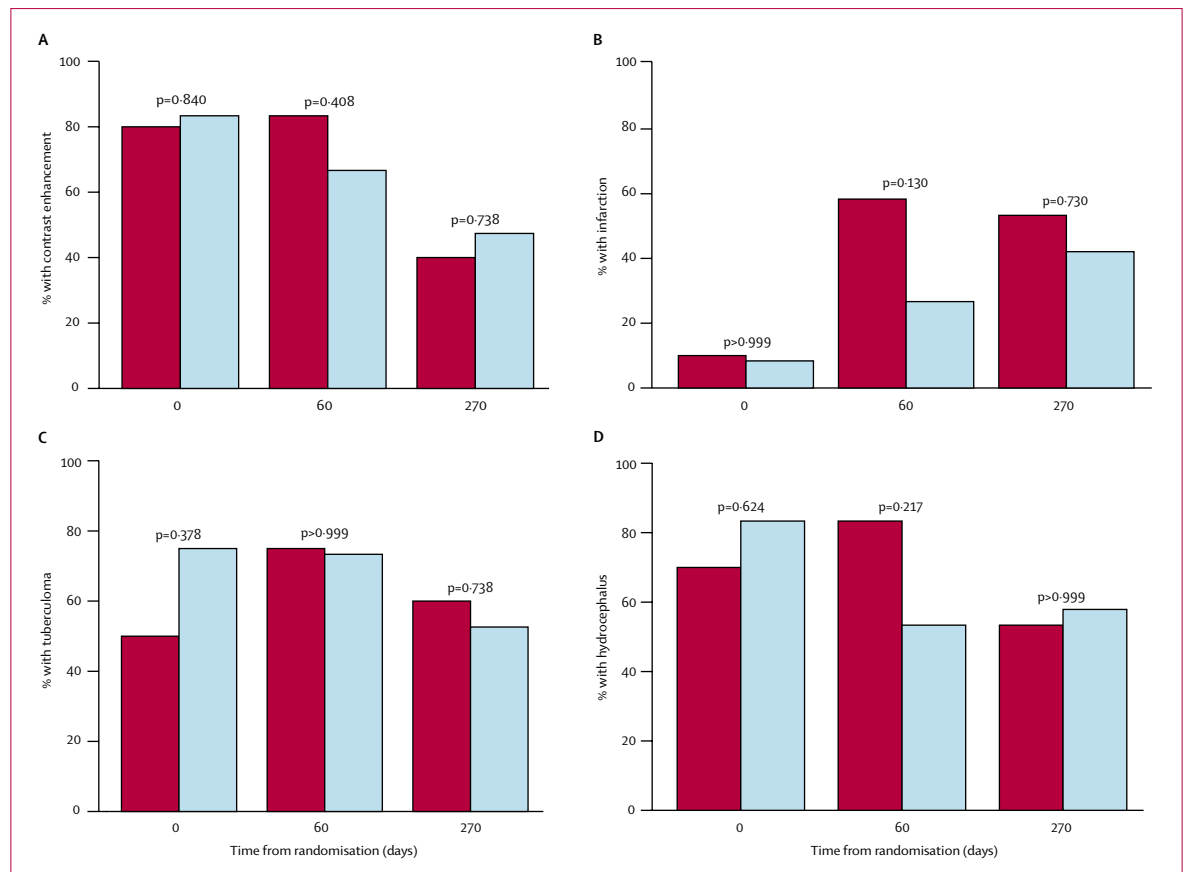 A
100
80
60
40
20
0
% with contrast enhancement
p=0·840
p=0·408
p=0·738
0 60 270
B
100
80
60
40
20
0
% with infarction
p>0·999
p=0·130
p=0·730
0 60 270
C
100
80
60
40
20
0
% with tuberculoma
p=0·378
p>0·999
p=0·738
0 60 270
Time from randomisation (days)
D
100
80
60
40
20
0
% with hydrocephalus
p=0·624
p=0·217
p>0·999
0 60 270
Time from randomisation (days)